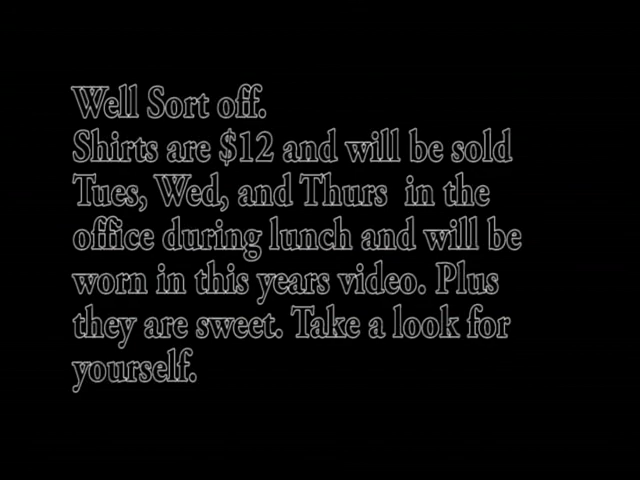 Well Sort off.
Shirts are $12 and will be sold
Tues, Wed, and Thurs  in the
office during lunch and will be
worn in this years video. Plus
they are sweet. Take a look for
yourself.